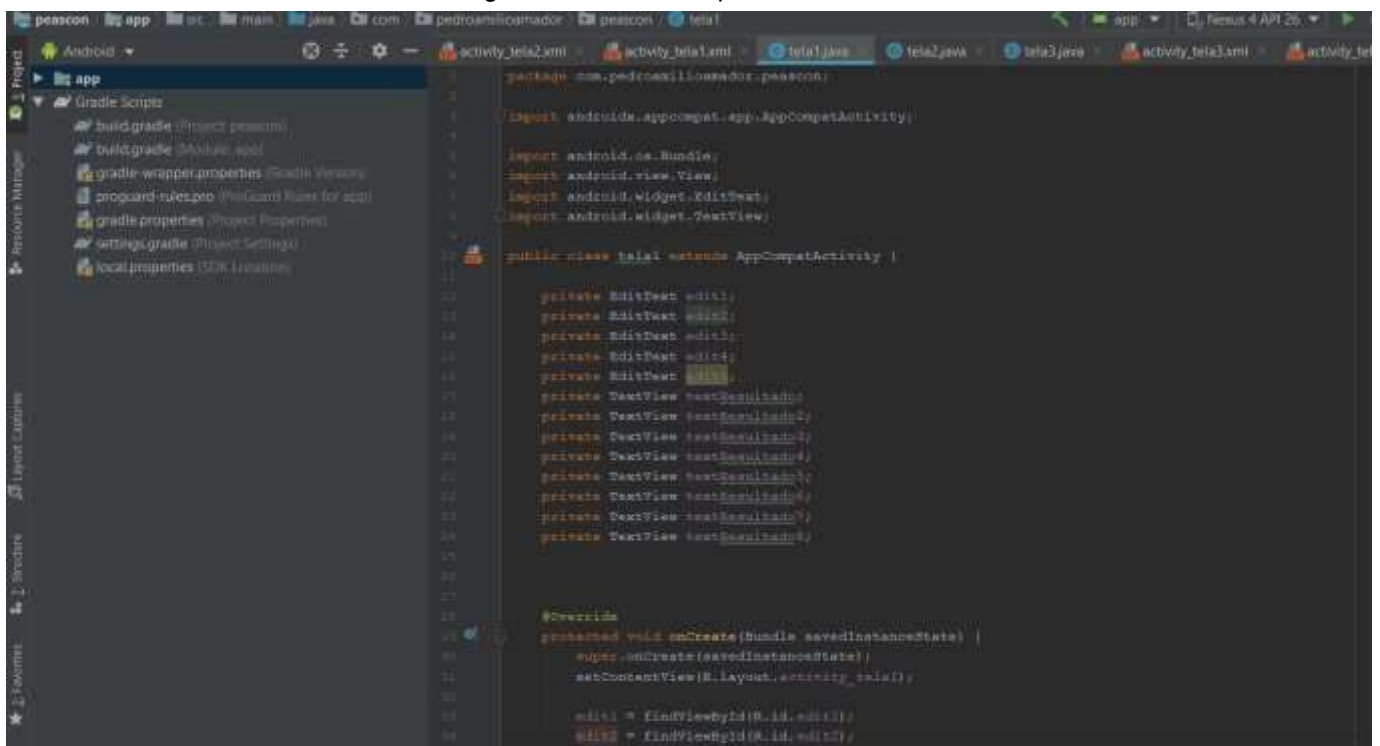 peascon app src main java com pedroamilioamador peascon tela1
app Nexus 4 API 26
Android
activity_tela2.xml activity_tela1.xml tela1.java tela2.java tela3.java activity_tela3.xml activity_tel
1: Project
Resource Manager
Layout Captures
Z: Structure
2: Favorites
app
Gradle Scripts
build.gradle (Project: peascon)
build.gradle (Module: app)
gradle-wrapper.properties (Gradle Version)
proguard-rules.pro (ProGuard Rules for app)
gradle.properties (Project Properties)
settings.gradle (Project Settings)
local.properties (SDK Location)
import androidx.appcompat.app.AppCompatActivity;
import android.os.Bundle;
import android.view.View;
import android.widget.EditText;
import android.widget.TextView;
public class tela1 extends AppCompatActivity {
private EditText edit1;
private EditText edit2;
private EditText edit3;
private EditText edit4;
private EditText
private TextView textResultado;
private TextView textResultado2;
private TextView textResultado3;
private TextView textResultado4;
private TextView textResultado5;
private TextView textResultado6;
private TextView textResultado7;
private TextView textResultado8;
@Override
protected void onCreate(Bundle savedInstanceState) {
super.onCreate(savedInstanceState);
setContentView(R.layout.activity_tela1);
edit1 = findViewById(R.id.edit1);
edit2 = findViewById(R.id.edit2);